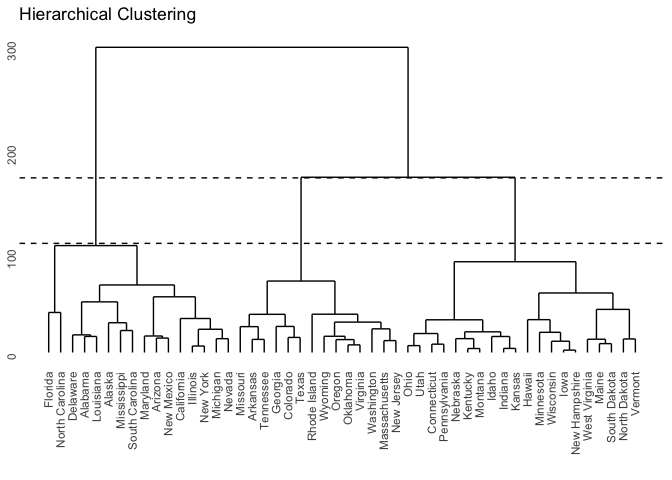 Hierarchical Clustering
300
200
100
0
Florida
North Carolina
Delaware
Alabama
Louisiana
Alaska
Mississippi
South Carolina
Maryland
Arizona
New Mexico
California
Illinois
New York
Michigan
Nevada
Missouri
Arkansas
Tennessee
Georgia
Colorado
Texas
Rhode Island
Wyoming
Oregon
Oklahoma
Virginia
Washington
Massachusetts
New Jersey
Ohio
Utah
Connecticut
Pennsylvania
Nebraska
Kentucky
Montana
Idaho
Indiana
Kansas
Hawaii
Minnesota
Wisconsin
Iowa
New Hampshire
West Virginia
Maine
South Dakota
North Dakota
Vermont